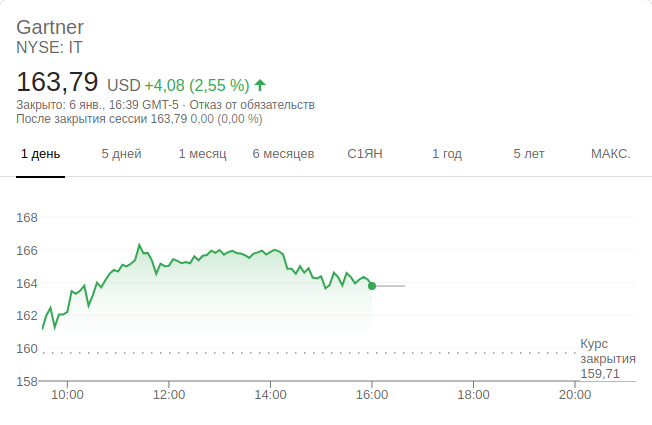 Gartner
NYSE: IT
163,79 USD +4,08 (2,55 %)
Закрыто: 6 янв., 16:39 GMT-5 · Отказ от обязательств
После закрытия сессии 163,79 0,00 (0,00 %)
1 день 5 дней 1 месяц 6 месяцев С1ЯН 1 год 5 лет МАКС.
168
166
164
162
160
Курс
закрытия
159,71
158
10:00 12:00 14:00 16:00 18:00 20:00